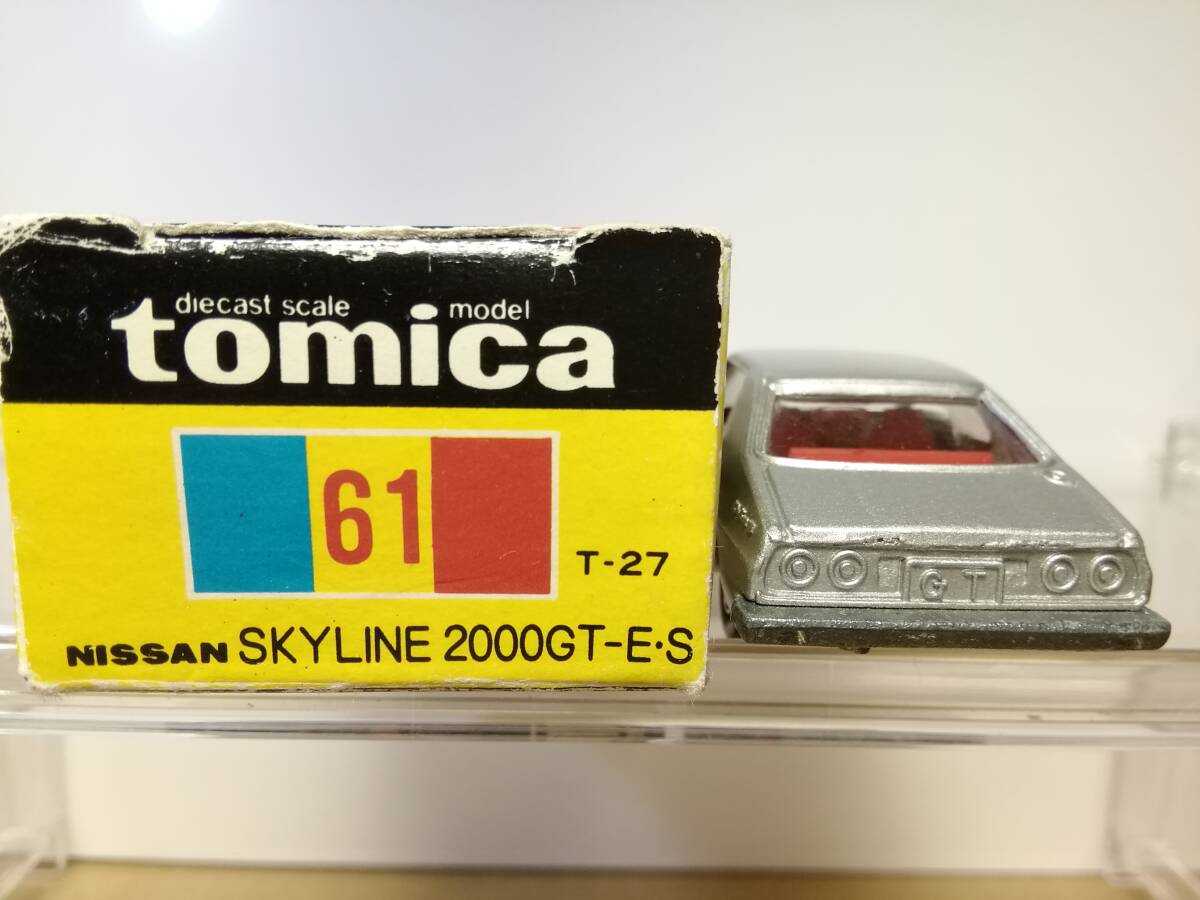 diecast scale model
tomica
61
T-27
NISSAN SKYLINE 2000GT-E·S
GT